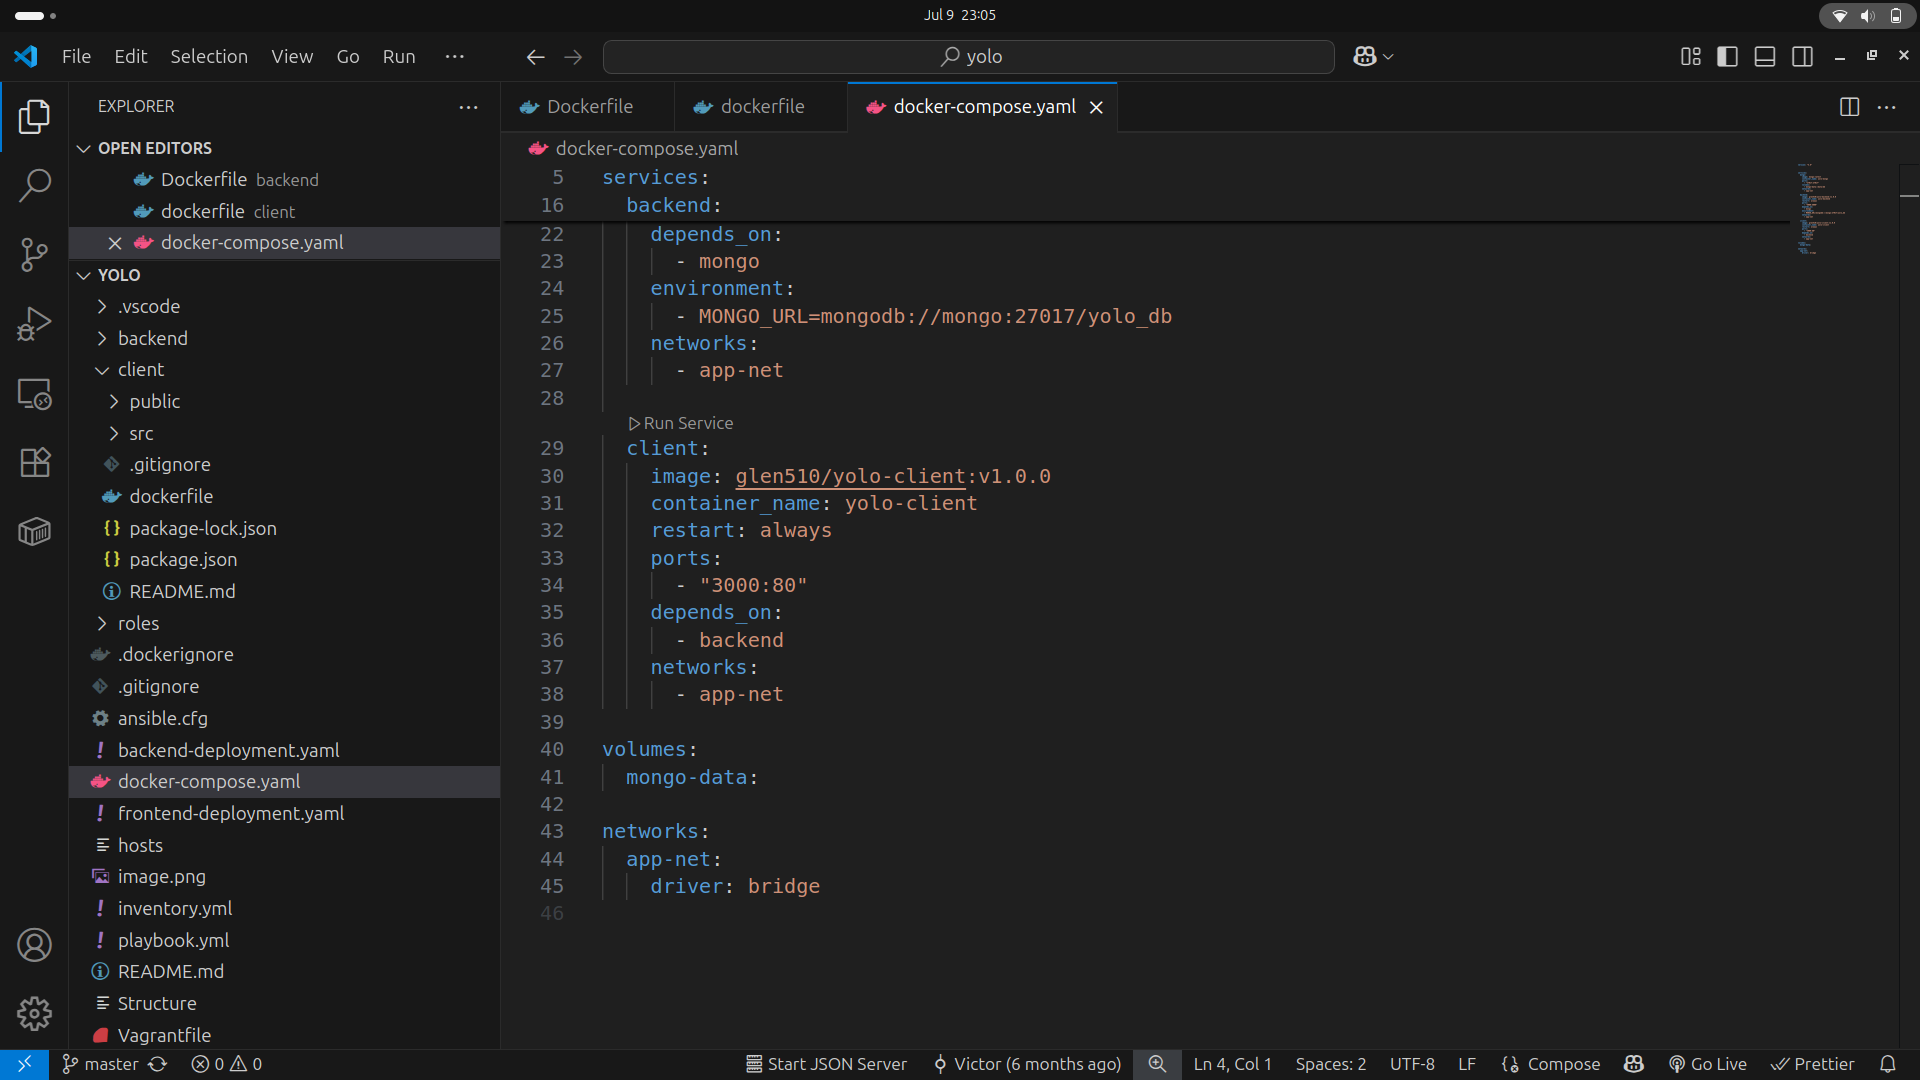 Jul 9 23:05
File Edit Selection View Go Run ...
yolo
EXPLORER
Dockerfile
dockerfile
docker-compose.yaml
OPEN EDITORS
Dockerfile backend
dockerfile client
docker-compose.yaml
YOLO
.vscode
backend
client
public
src
.gitignore
dockerfile
package-lock.json
package.json
README.md
roles
.dockerignore
.gitignore
ansible.cfg
backend-deployment.yaml
docker-compose.yaml
frontend-deployment.yaml
hosts
image.png
inventory.yml
playbook.yml
README.md
Structure
Vagrantfile
docker-compose.yaml
5 services:
16 backend:
22 depends_on:
23 - mongo
24 environment:
25 - MONGO_URL=mongodb://mongo:27017/yolo_db
26 networks:
27 - app-net
28
Run Service
29 client:
30 image: glen510/yolo-client:v1.0.0
31 container_name: yolo-client
32 restart: always
33 ports:
34 - "3000:80"
35 depends_on:
36 - backend
37 networks:
38 - app-net
39
40 volumes:
41 mongo-data:
42
43 networks:
44 app-net:
45 driver: bridge
46
master 0 0 Start JSON Server Victor (6 months ago) Ln 4, Col 1 Spaces: 2 UTF-8 LF Compose Go Live Prettier